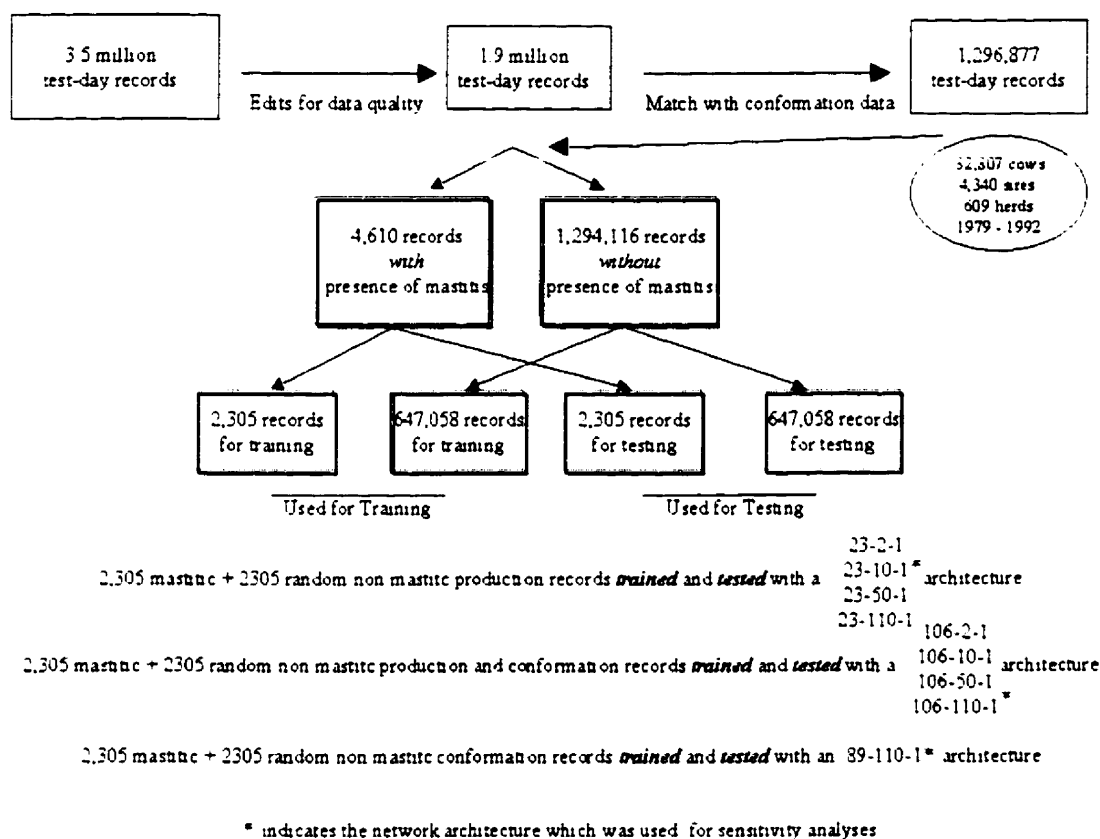 3.5 million
test-day records
Edits for data quality
1.9 million
test-day records
Match with conformation data
1,296,877
test-day records
32,307 cows
4,340 sires
609 herds
1979 - 1992
4,610 records
with
presence of mastitis
1,294,116 records
without
presence of mastitis
2,305 records
for training
647,058 records
for training
2,305 records
for testing
647,058 records
for testing
Used for Training
Used for Testing
2,305 mastitic + 2305 random non mastitc production records trained and tested with a
23-2-1
23-10-1*
23-50-1
23-110-1
architecture
2,305 mastitic + 2305 random non mastitc production and conformation records trained and tested with a
106-2-1
106-10-1
106-50-1
106-110-1*
architecture
2,305 mastitic + 2305 random non mastitc conformation records trained and tested with an 89-110-1* architecture
* indicates the network architecture which was used for sensitivity analyses